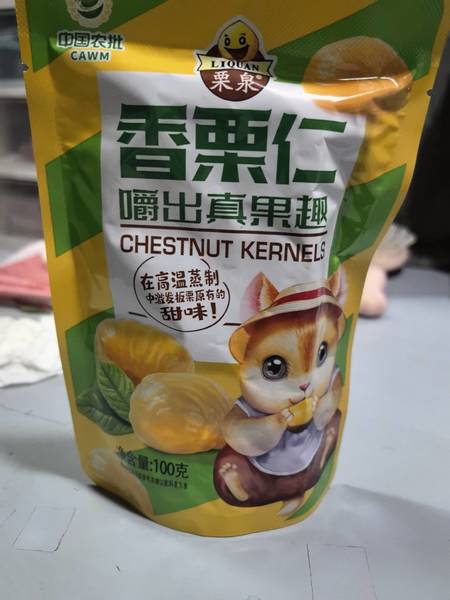 中国农批
CAWM
LIQUAN
栗泉
香栗仁
嚼出真果趣
CHESTNUT KERNELS
在高温蒸制
中激发板栗原有的
甜味!
净含量:100克